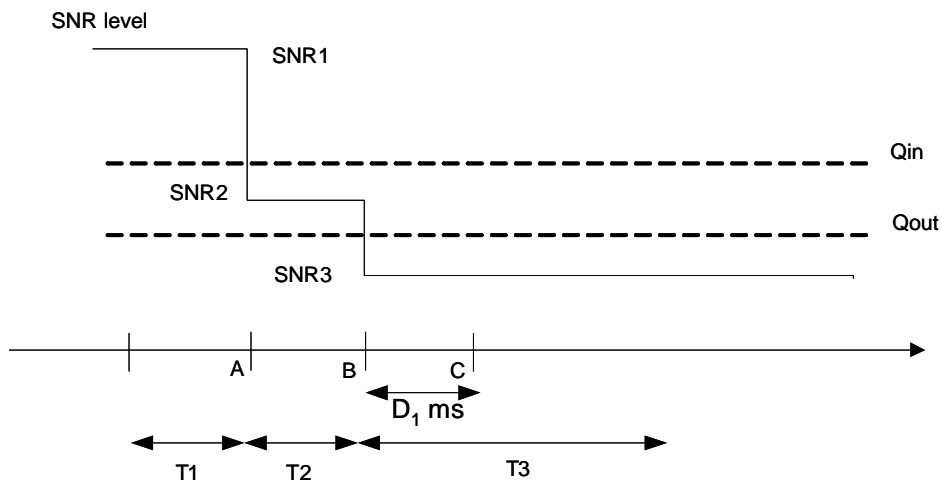 SNR level
SNR1
Qin
SNR2
Qout
SNR3
A
B
C
D₁ ms
T1
T2
T3